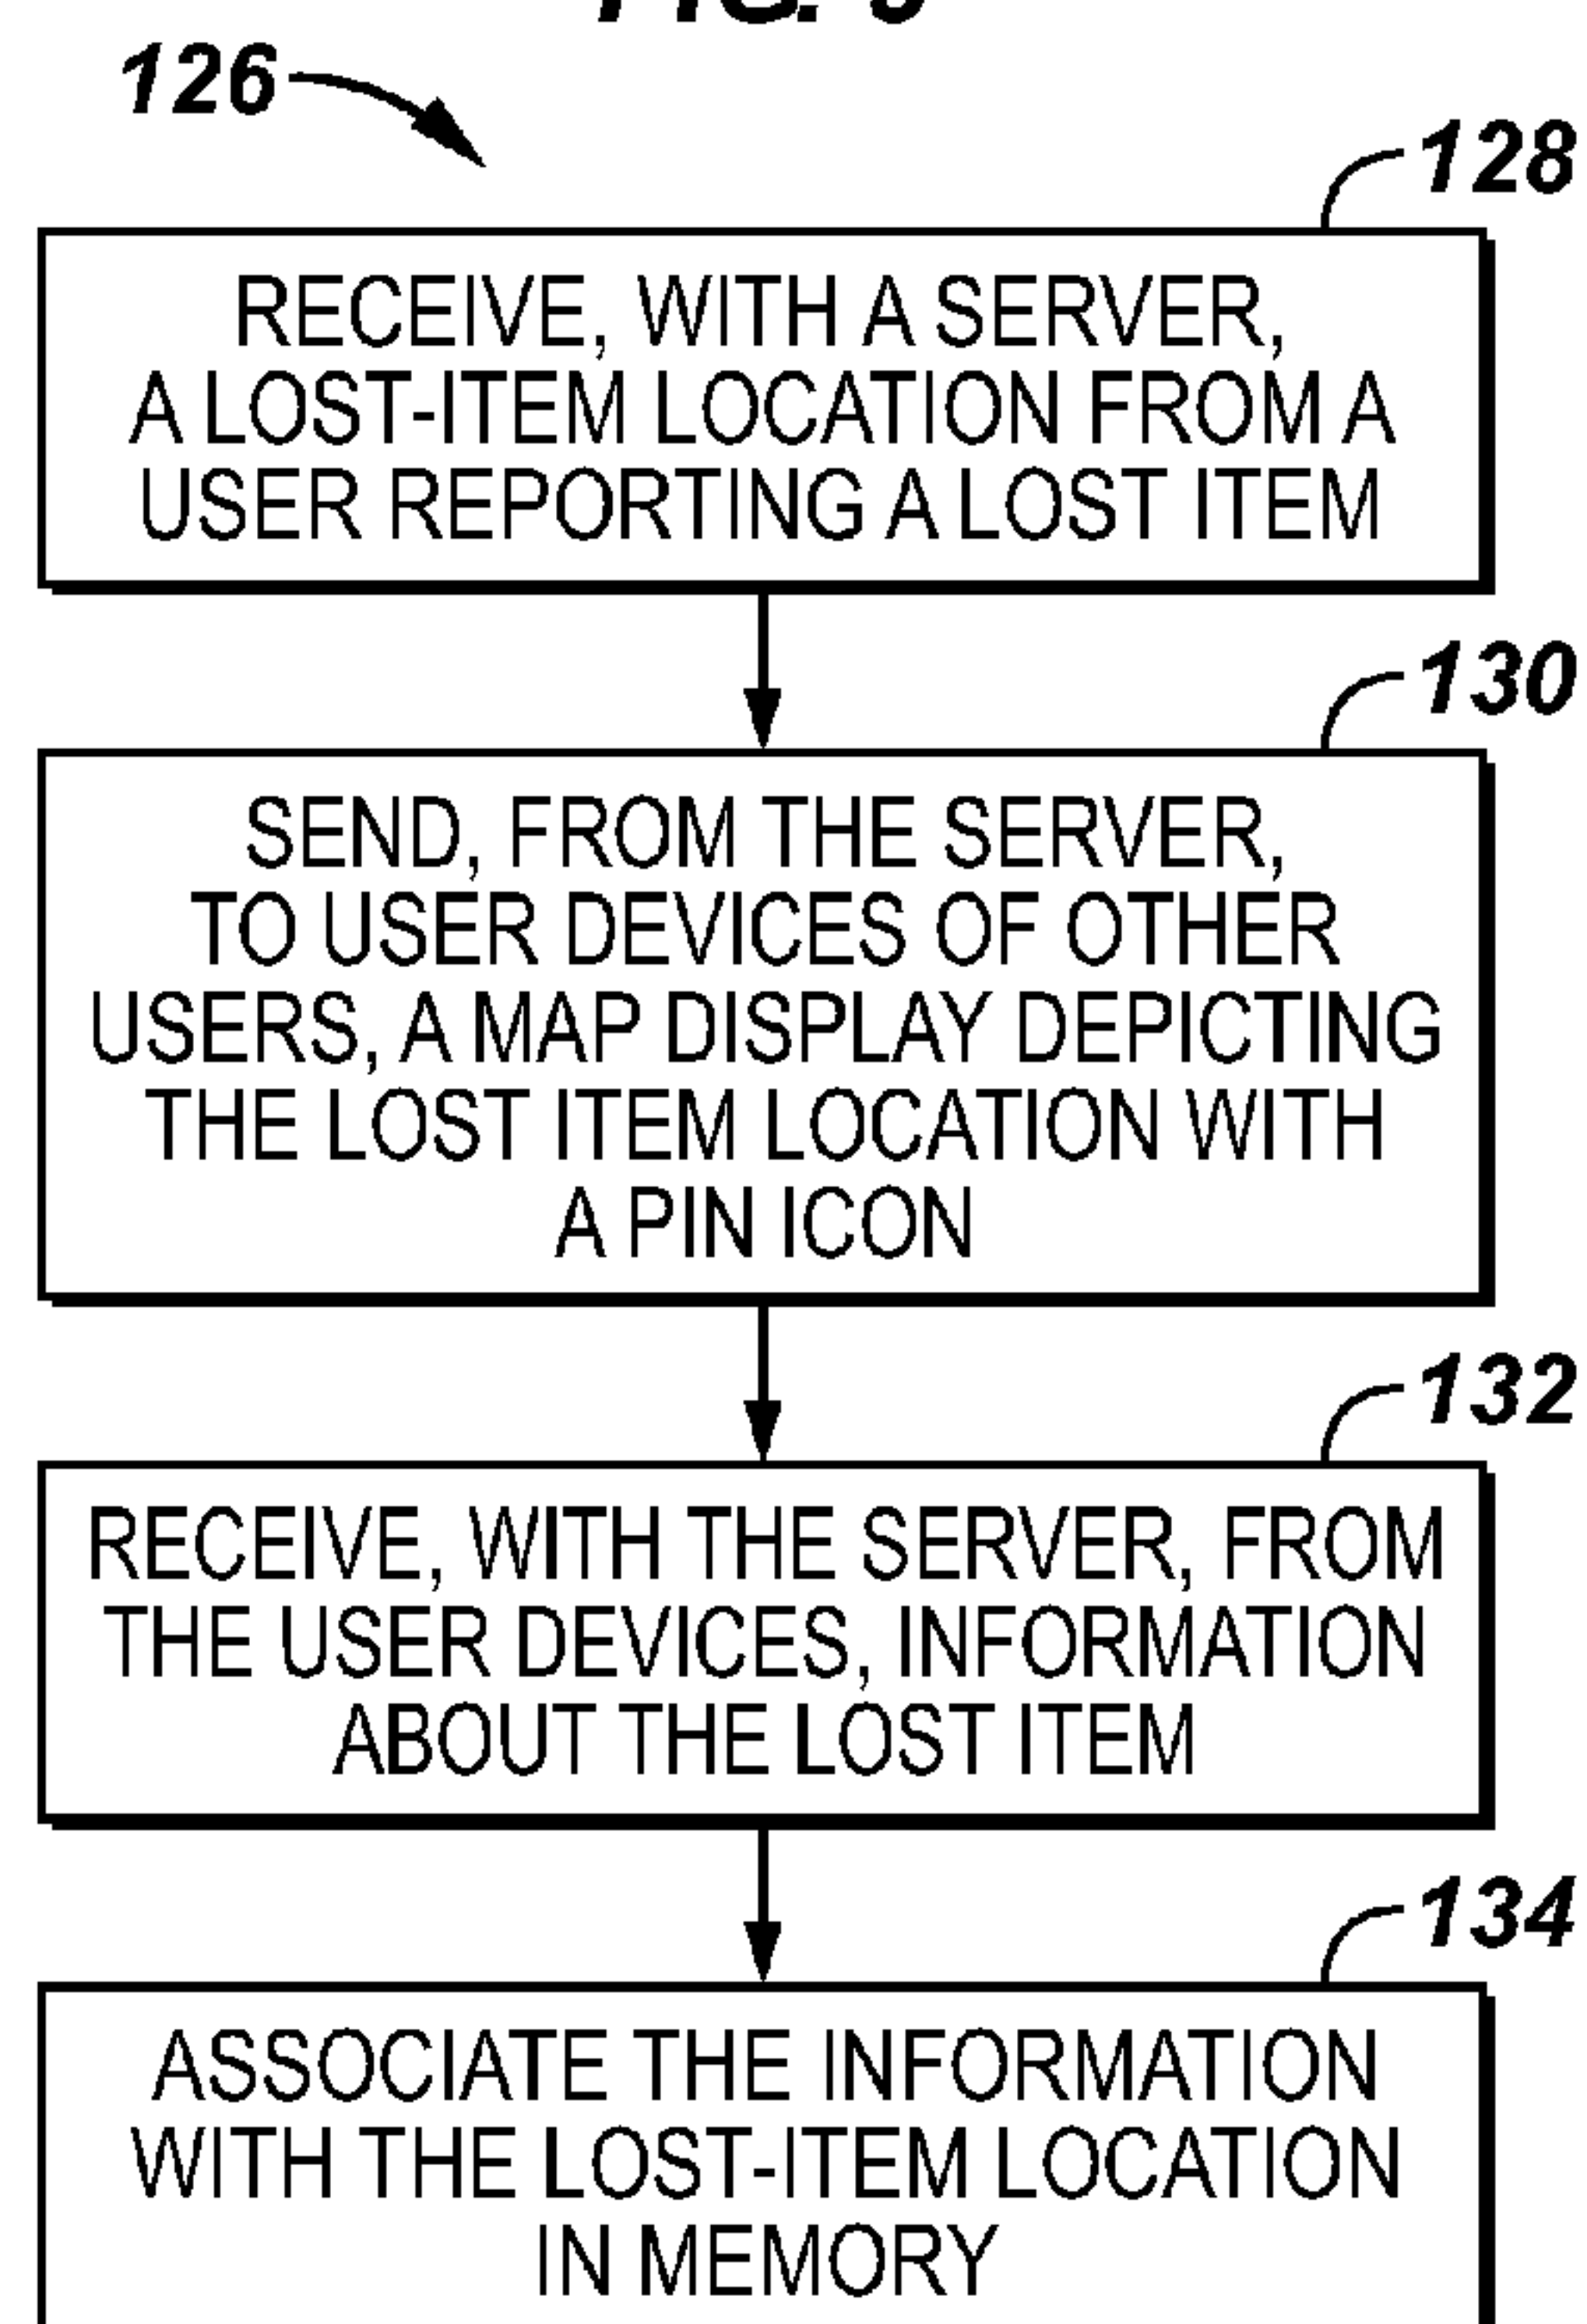 126
128
RECEIVE, WITH A SERVER,
A LOST-ITEM LOCATION FROM A
USER REPORTING A LOST ITEM
130
SEND, FROM THE SERVER,
TO USER DEVICES OF OTHER
USERS, A MAP DISPLAY DEPICTING
THE LOST ITEM LOCATION WITH
A PIN ICON
132
RECEIVE, WITH THE SERVER, FROM
THE USER DEVICES, INFORMATION
ABOUT THE LOST ITEM
134
ASSOCIATE THE INFORMATION
WITH THE LOST-ITEM LOCATION
IN MEMORY